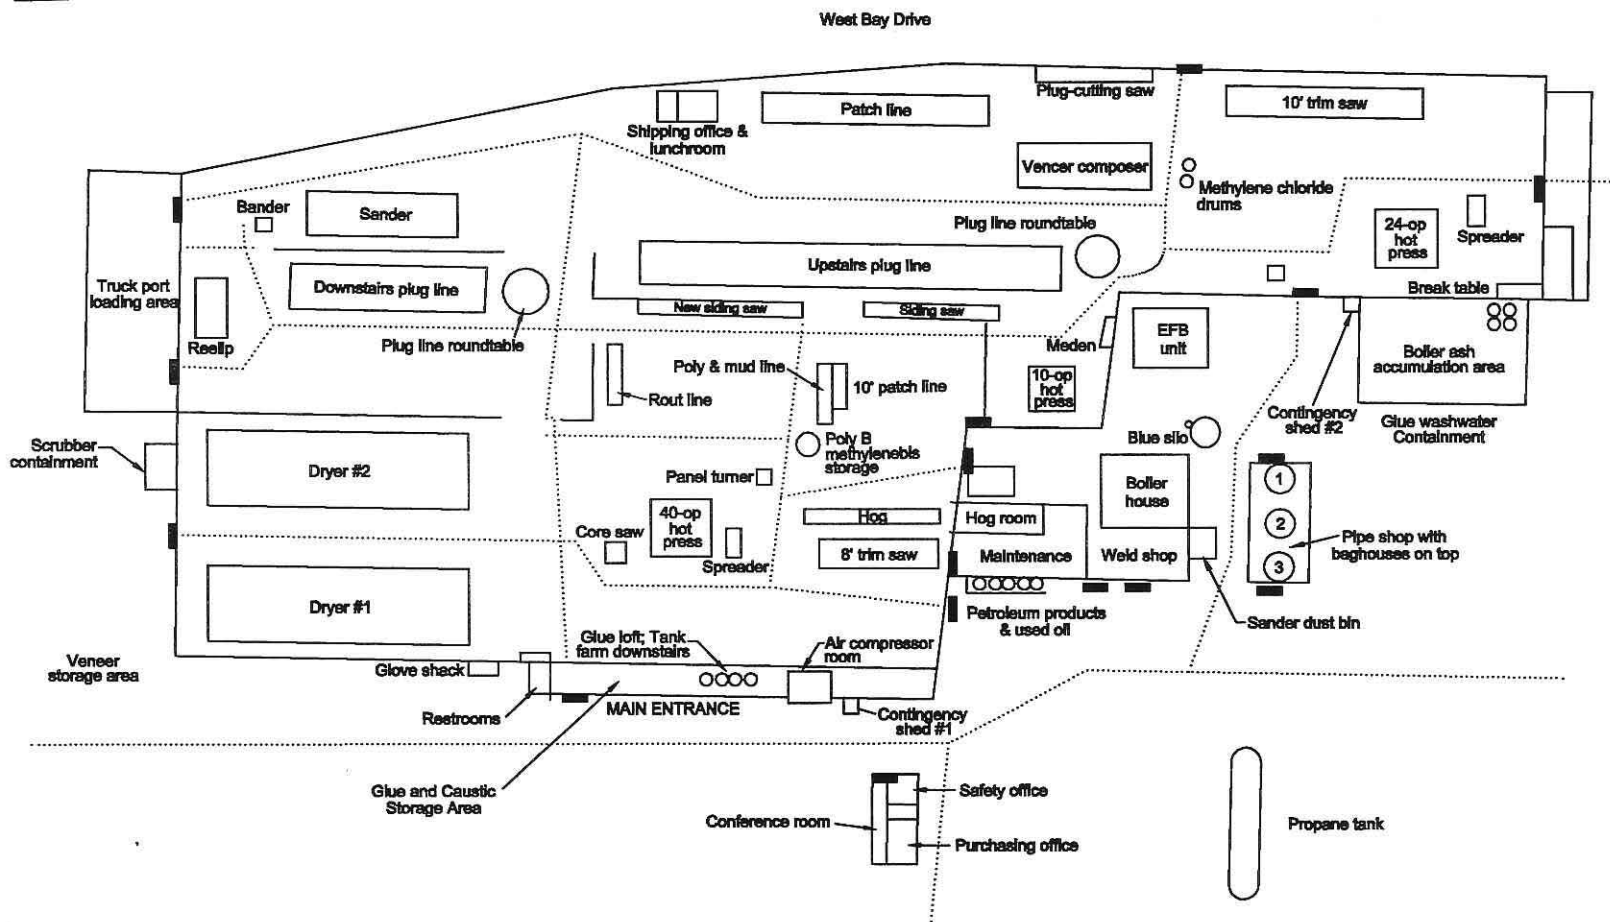 West Bay Drive
Plug-cutting saw
Patch line
10' trim saw
Shipping office &
lunchroom
Vencer composer
Methylene chloride
drums
Bander
Sander
Plug line roundtable
24-op
hot
press
Spreader
Truck port
loading area
Downstairs plug line
Upstairs plug line
Break table
New siding saw
Siding saw
Reelip
Plug line roundtable
Meden
EFB
unit
Boiler ash
accumulation area
Poly & mud line
10' patch line
10-op
hot
press
Rout line
Contingency
shed #2
Glue washwater
Containment
Scrubber
containment
Dryer #2
Poly B
methylenebis
storage
Blue silo
Panel turner
Boiler
house
1
2
3
Core saw
40-op
hot
press
Spreader
Hog
Hog room
8' trim saw
Maintenance
Weld shop
Pipe shop with
baghouses on top
Dryer #1
Petroleum products
& used oil
Sander dust bin
Glue loft; Tank
farm downstairs
Air compressor
room
Veneer
storage area
Glove shack
Restrooms
MAIN ENTRANCE
Contingency
shed #1
Glue and Caustic
Storage Area
Safety office
Conference room
Purchasing office
Propane tank